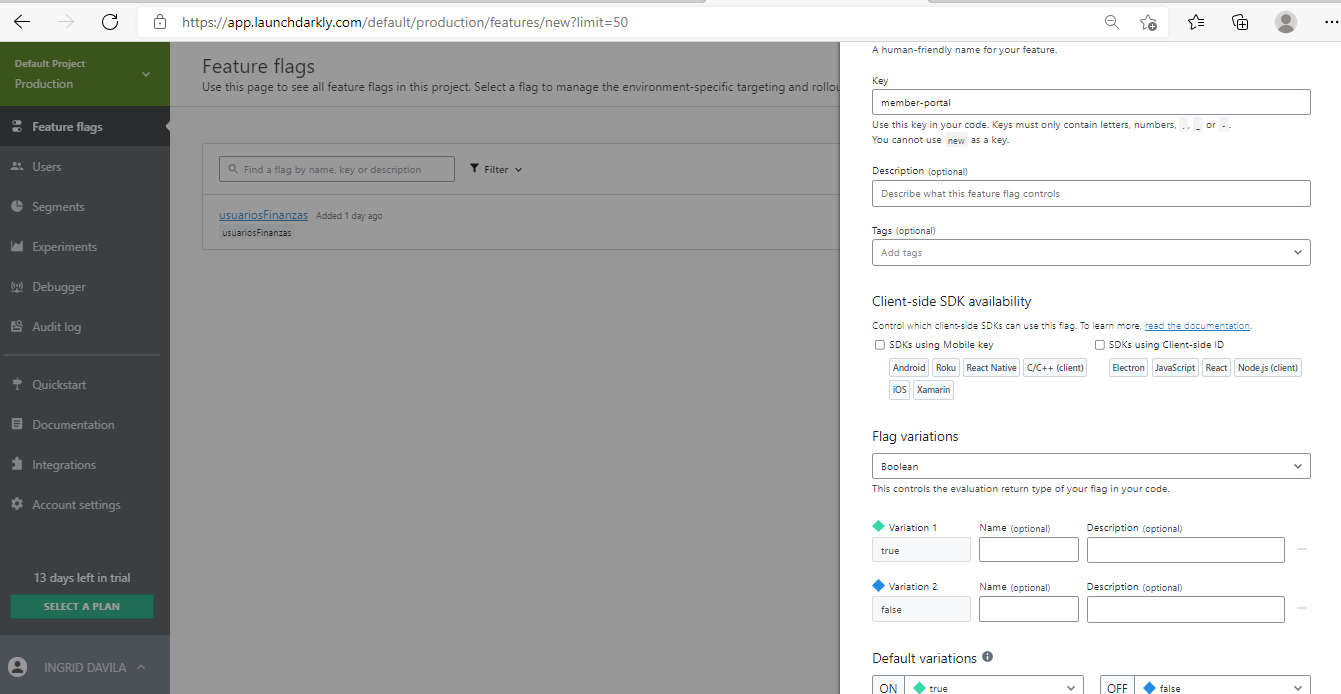 https://app.launchdarkly.com/default/production/features/new?limit=50
Default Project
Production
Feature flags
Users
Segments
Experiments
Debugger
Audit log
Quickstart
Documentation
Integrations
Account settings
13 days left in trial
SELECT A PLAN
INGRID DAVILA
Feature flags
Use this page to see all feature flags in this project. Select a flag to manage the environment-specific targeting and rollou
Find a flag by name, key or description
Filter
usuariosFinanzas Added 1 day ago
usuariosFinanzas
A human-friendly name for your feature.
Key
member-portal
Use this key in your code. Keys must only contain letters, numbers, ., _ or -.
You cannot use new as a key.
Description (optional)
Describe what this feature flag controls
Tags (optional)
Add tags
Client-side SDK availability
Control which client-side SDKs can use this flag. To learn more, read the documentation.
SDKs using Mobile key
Android Roku React Native C/C++ (client)
iOS Xamarin
SDKs using Client-side ID
Electron JavaScript React Node.js (client)
Flag variations
Boolean
This controls the evaluation return type of your flag in your code.
Variation 1 Name (optional) Description (optional)
true
Variation 2 Name (optional) Description (optional)
false
Default variations
ON true OFF false